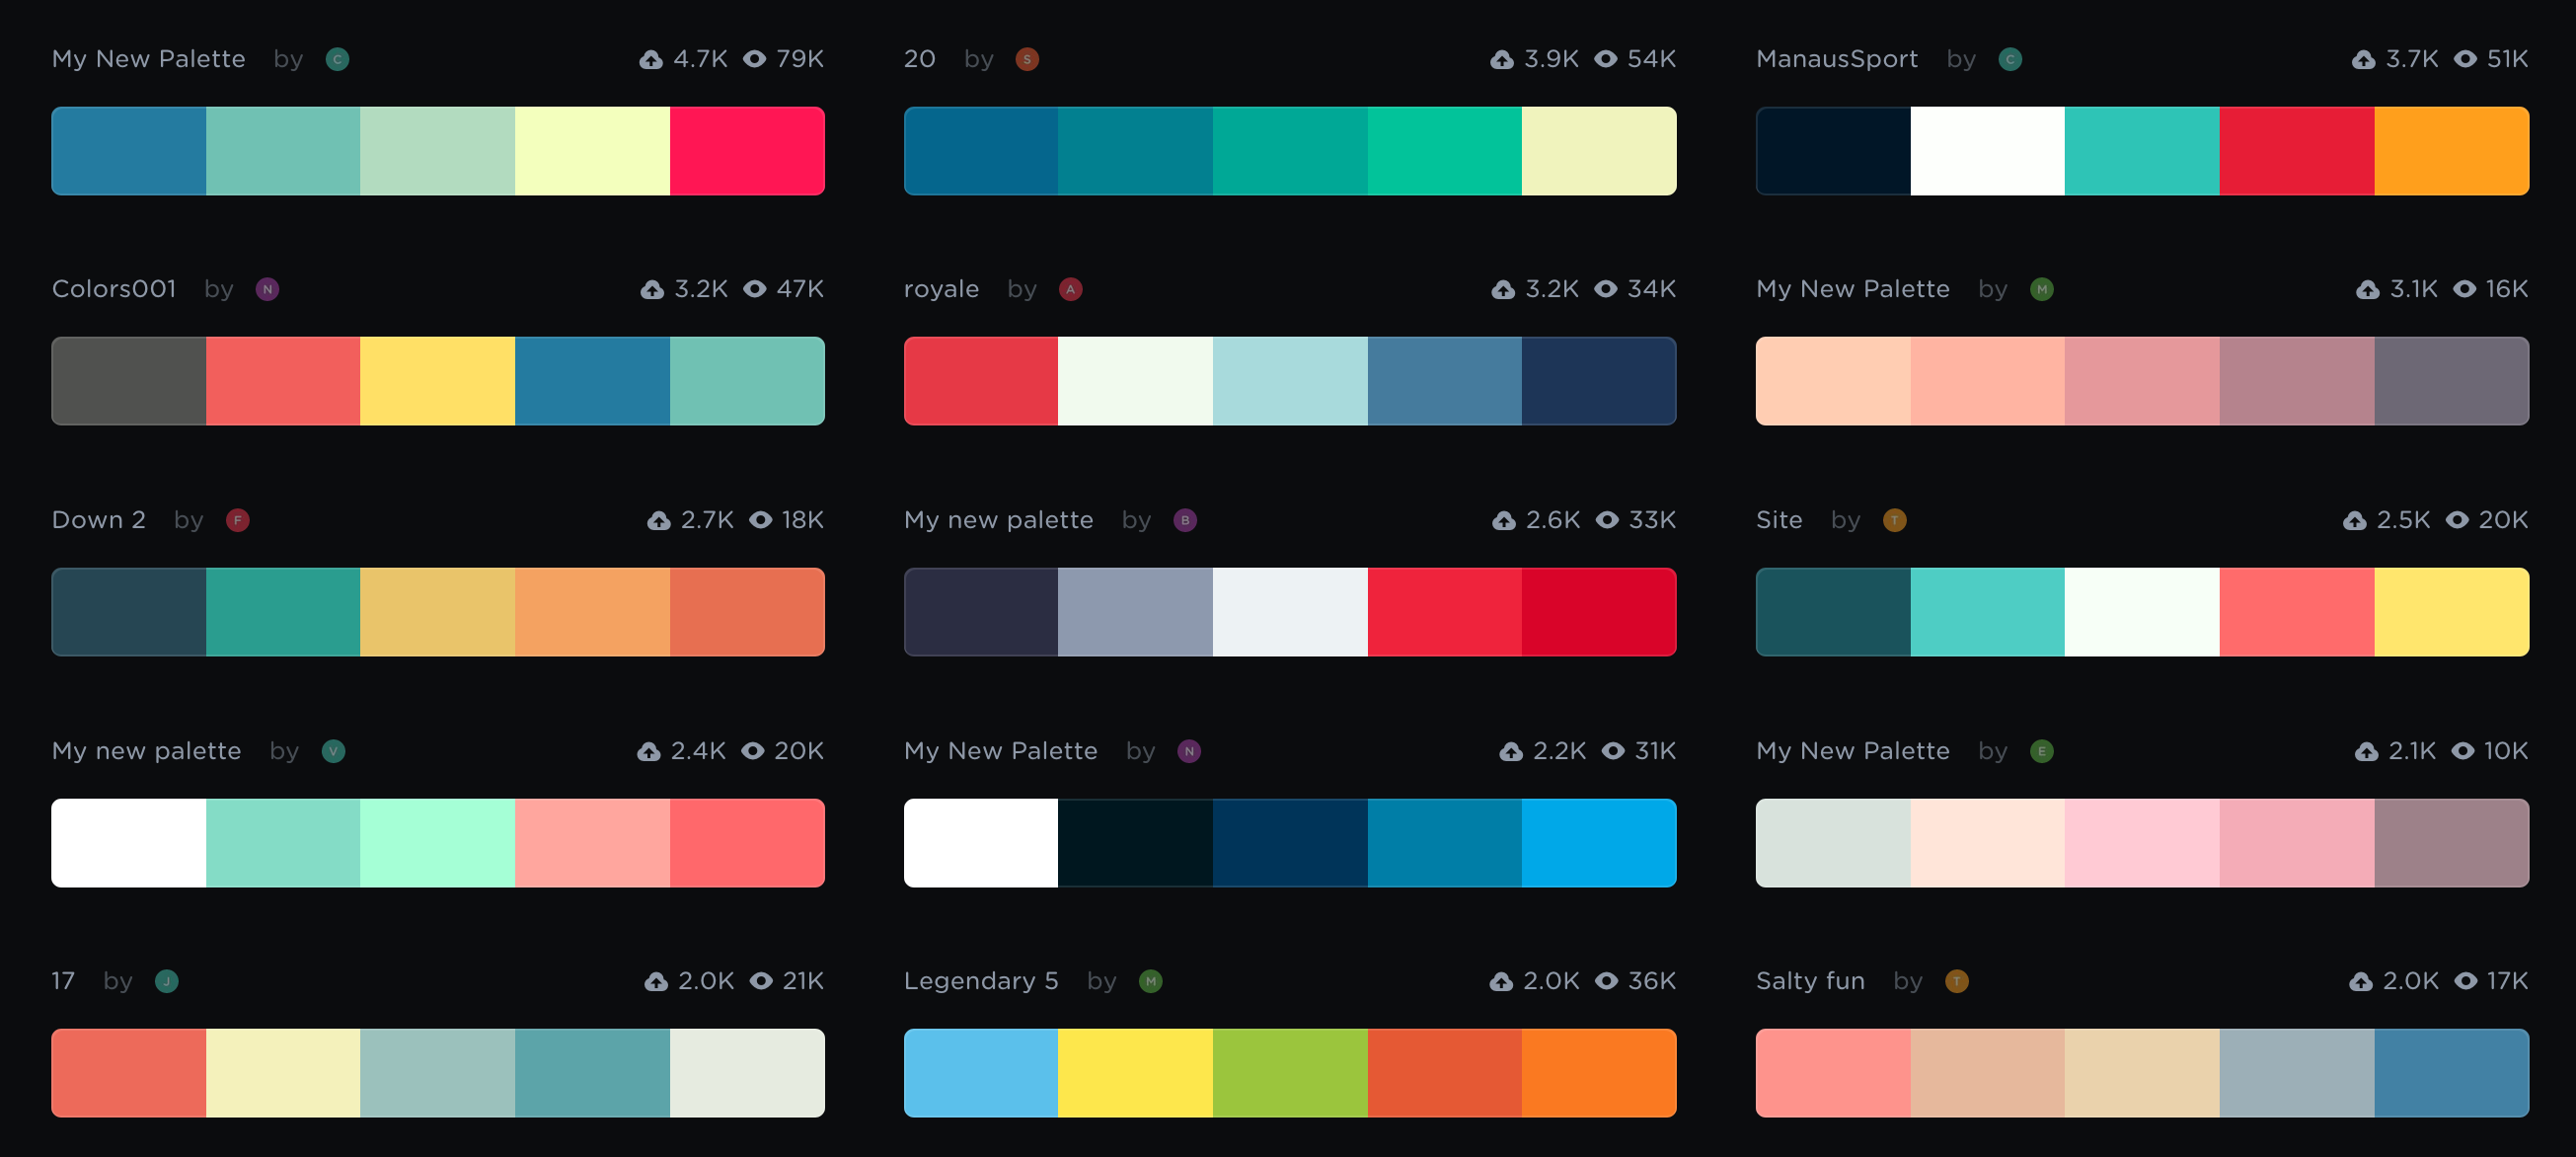 My New Palette by C 4.7K 79K
20 by S 3.9K 54K
ManausSport by C 3.7K 51K
Colors001 by N 3.2K 47K
royale by A 3.2K 34K
My New Palette by M 3.1K 16K
Down 2 by F 2.7K 18K
My new palette by B 2.6K 33K
Site by T 2.5K 20K
My new palette by V 2.4K 20K
My New Palette by N 2.2K 31K
My New Palette by E 2.1K 10K
17 by J 2.0K 21K
Legendary 5 by M 2.0K 36K
Salty fun by T 2.0K 17K